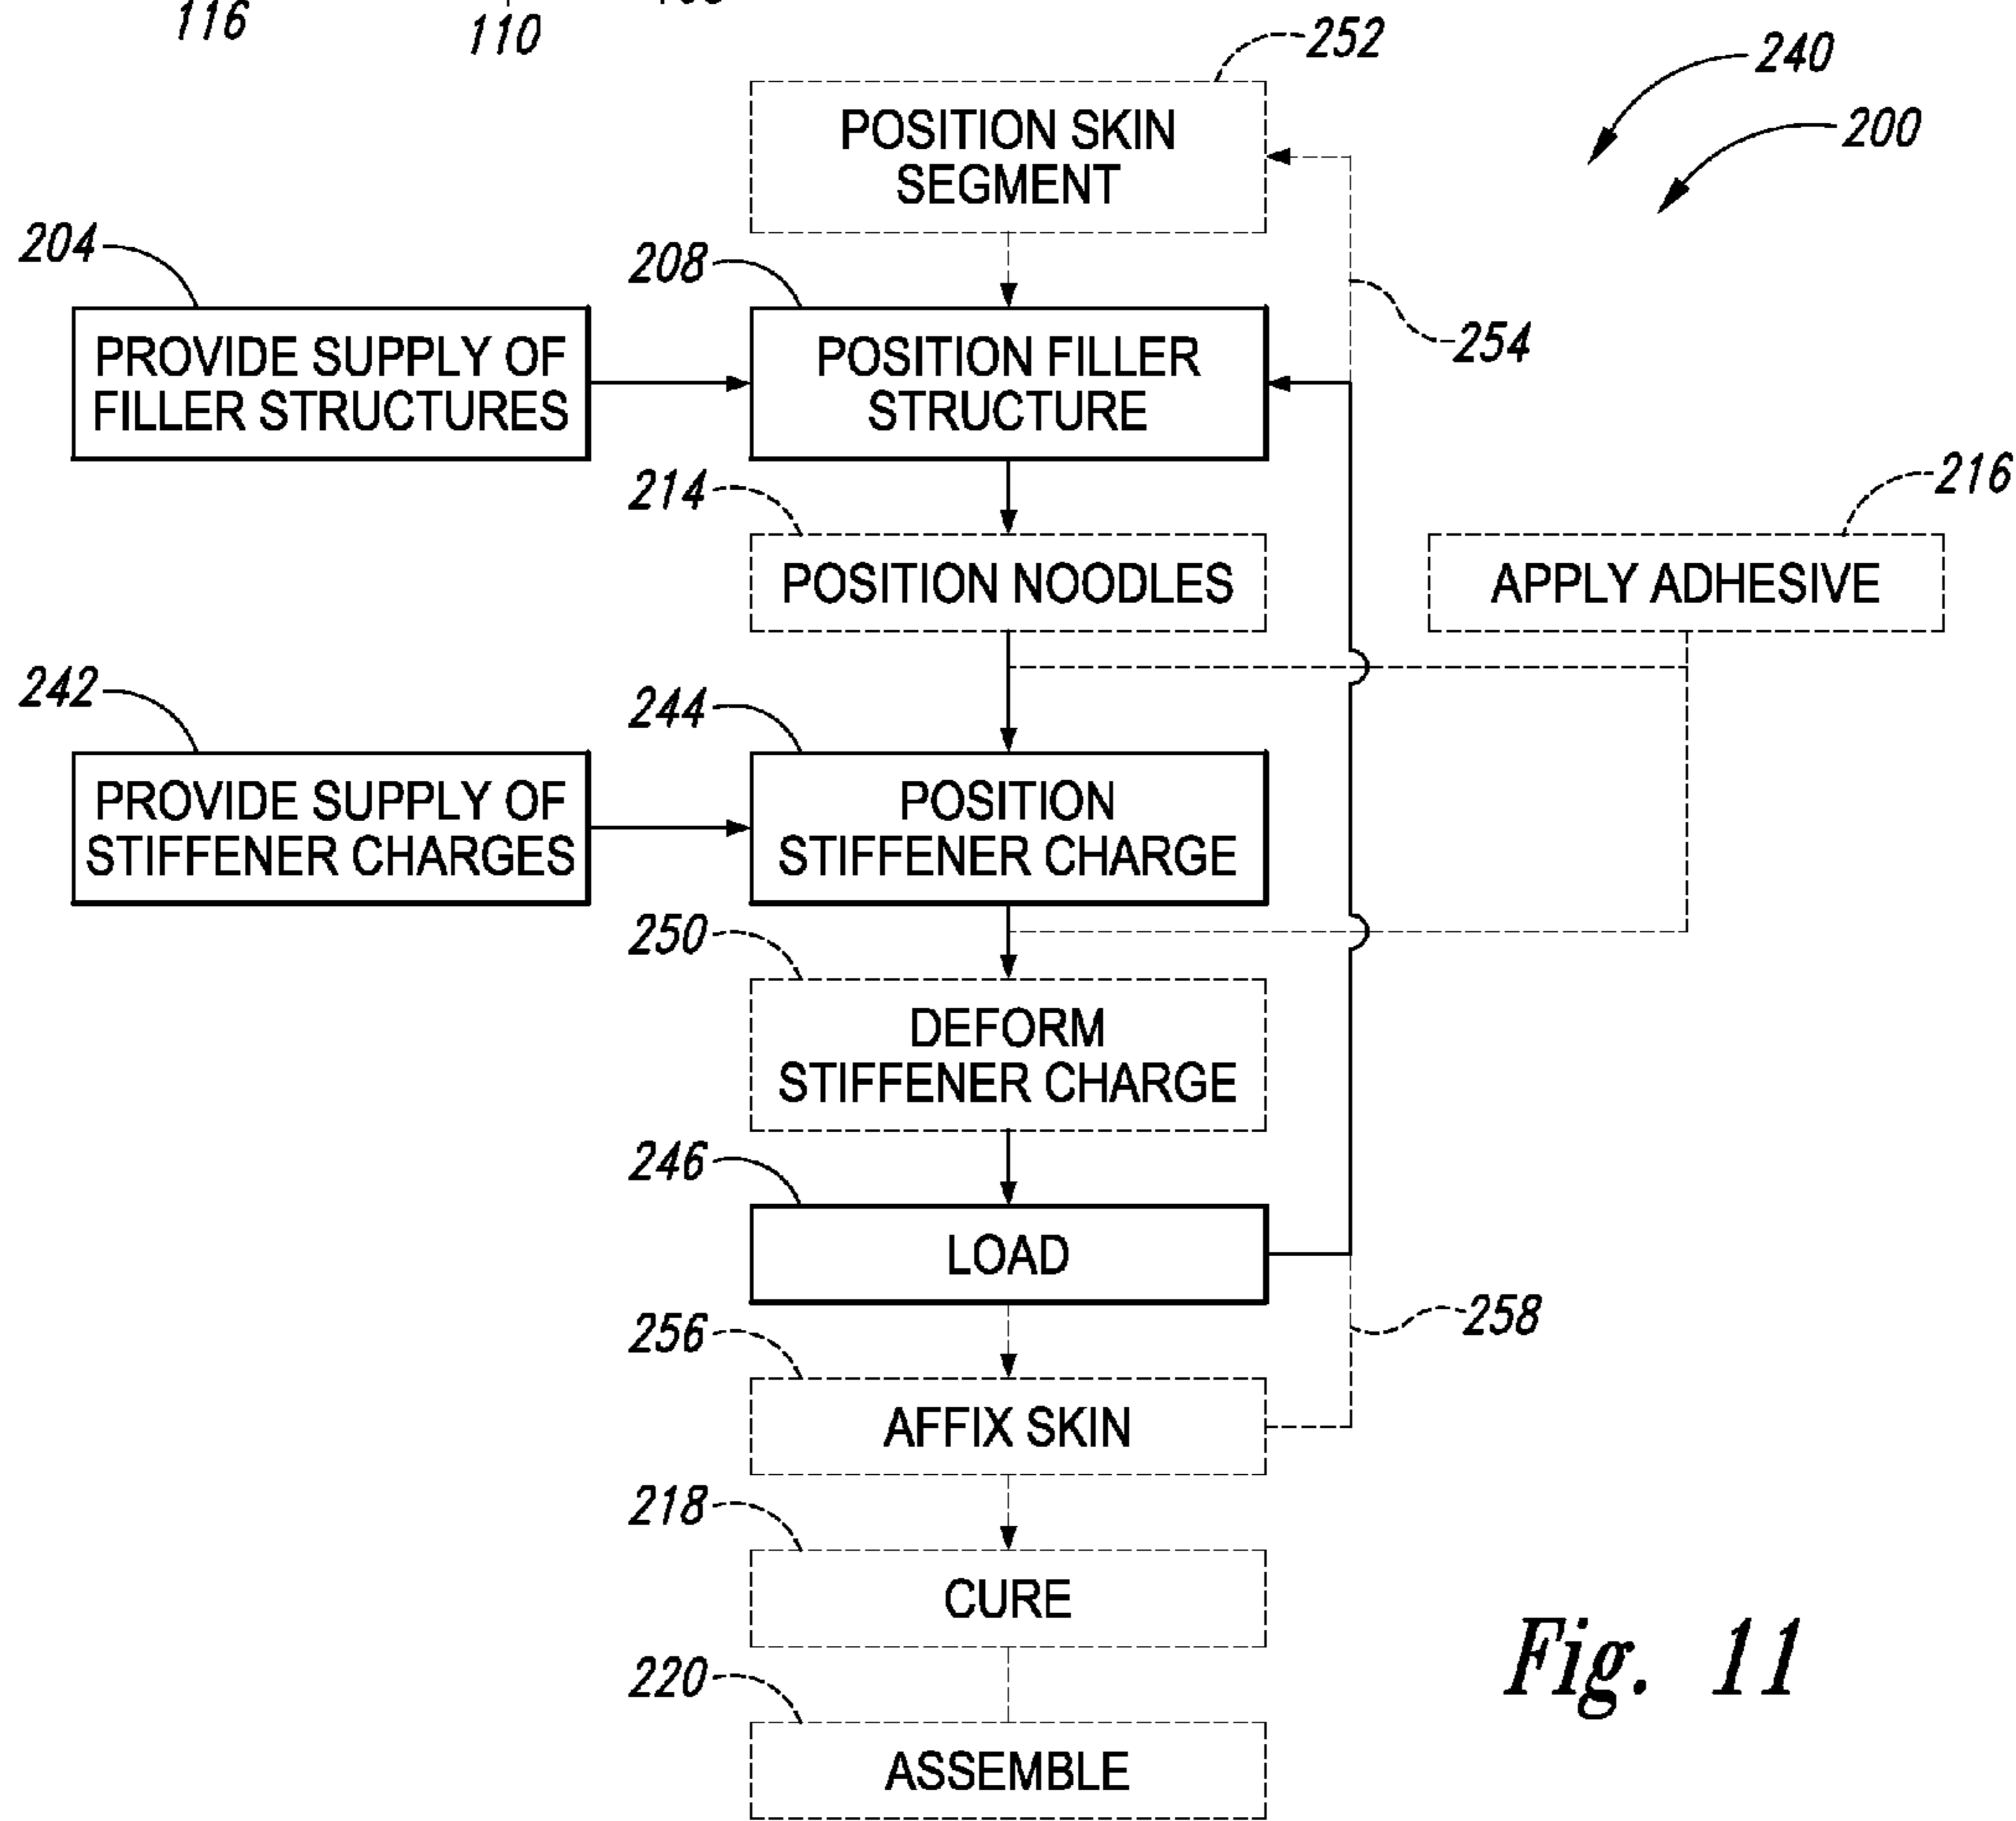 116
110
252
240
200
POSITION SKIN
SEGMENT
204
208
254
PROVIDE SUPPLY OF
FILLER STRUCTURES
POSITION FILLER
STRUCTURE
214
216
POSITION NOODLES
APPLY ADHESIVE
242
244
PROVIDE SUPPLY OF
STIFFENER CHARGES
POSITION
STIFFENER CHARGE
250
DEFORM
STIFFENER CHARGE
246
LOAD
256
258
AFFIX SKIN
218
CURE
220
ASSEMBLE
Fig. 11